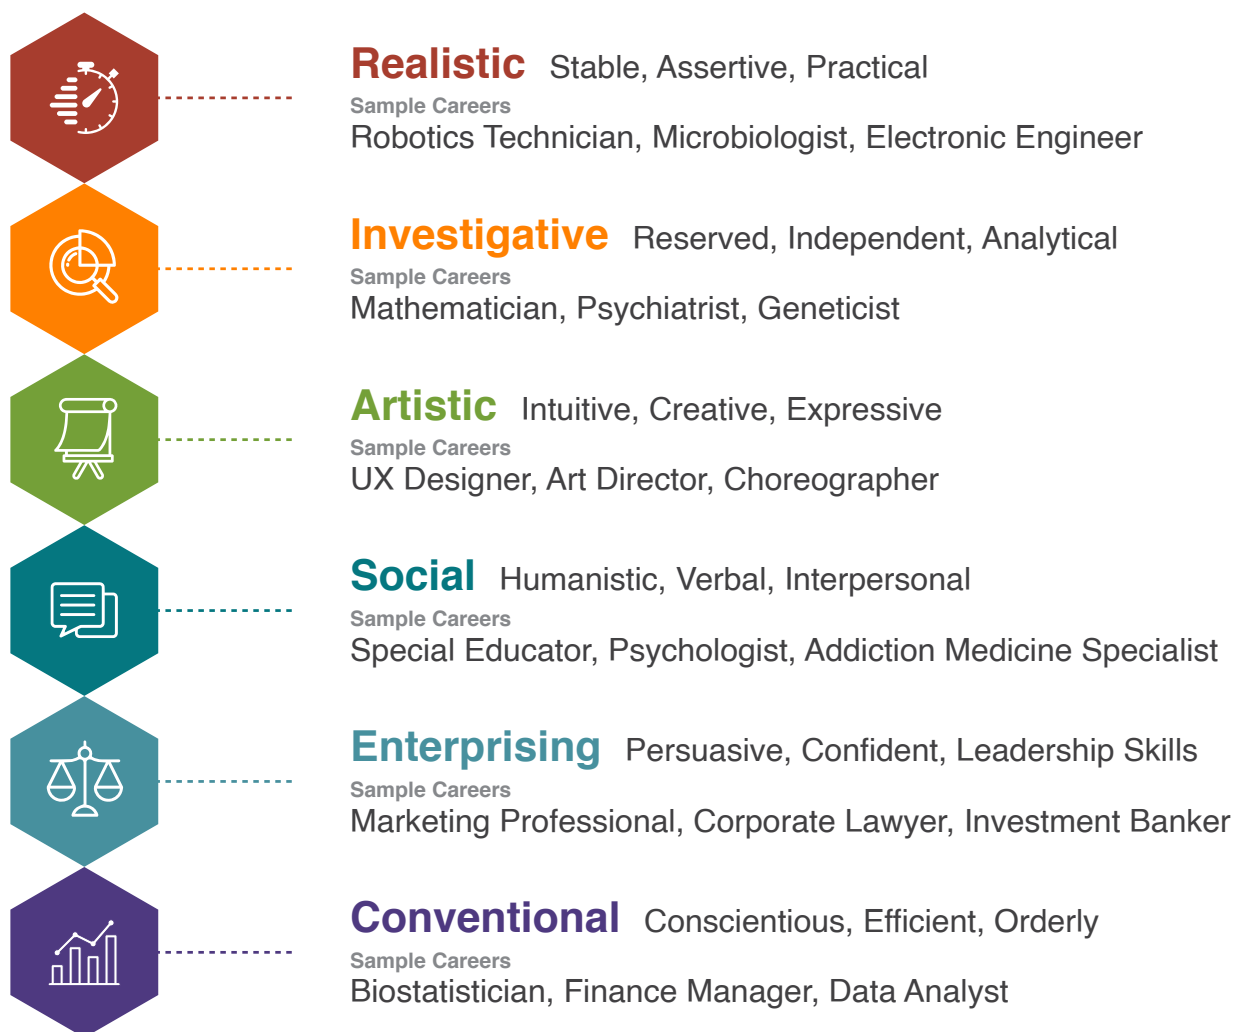 Realistic Stable, Assertive, Practical
Sample Careers
Robotics Technician, Microbiologist, Electronic Engineer
Investigative Reserved, Independent, Analytical
Sample Careers
Mathematician, Psychiatrist, Geneticist
Artistic Intuitive, Creative, Expressive
Sample Careers
UX Designer, Art Director, Choreographer
Social Humanistic, Verbal, Interpersonal
Sample Careers
Special Educator, Psychologist, Addiction Medicine Specialist
Enterprising Persuasive, Confident, Leadership Skills
Sample Careers
Marketing Professional, Corporate Lawyer, Investment Banker
Conventional Conscientious, Efficient, Orderly
Sample Careers
Biostatistician, Finance Manager, Data Analyst